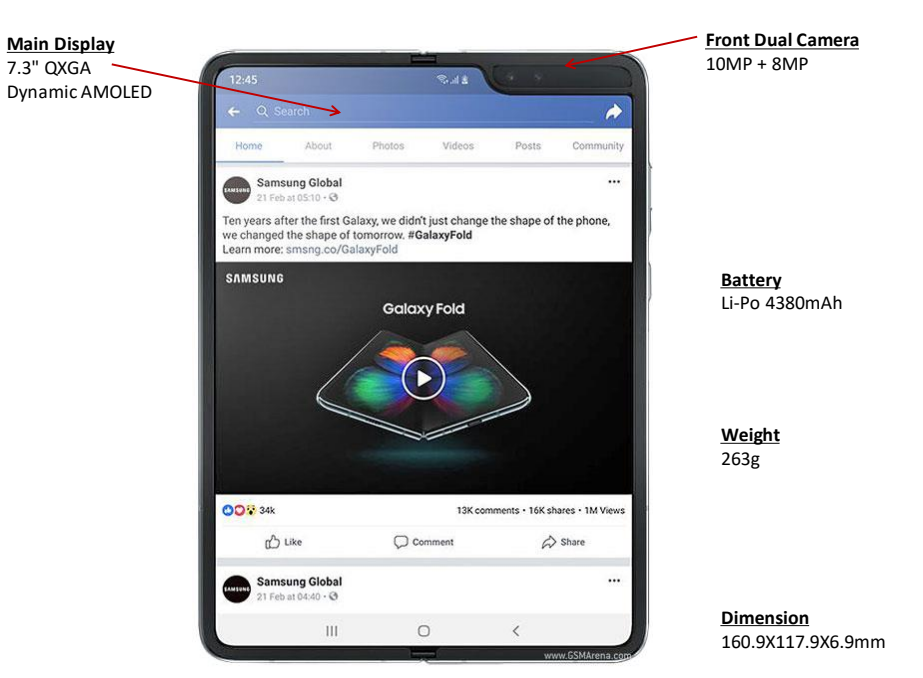 Main Display
7.3" QXGA
Dynamic AMOLED
Front Dual Camera
10MP + 8MP
12:45
Search
Home About Photos Videos Posts Community
SAMSUNG
Samsung Global
21 Feb at 05:10 •
Ten years after the first Galaxy, we didn't just change the shape of the phone,
we changed the shape of tomorrow. #GalaxyFold
Learn more: smsng.co/GalaxyFold
SAMSUNG
Galaxy Fold
Battery
Li-Po 4380mAh
Weight
263g
34k 13K comments • 16K shares • 1M Views
Like Comment Share
SAMSUNG
Samsung Global
21 Feb at 04:40 •
Dimension
160.9X117.9X6.9mm
www.GSMArena.com